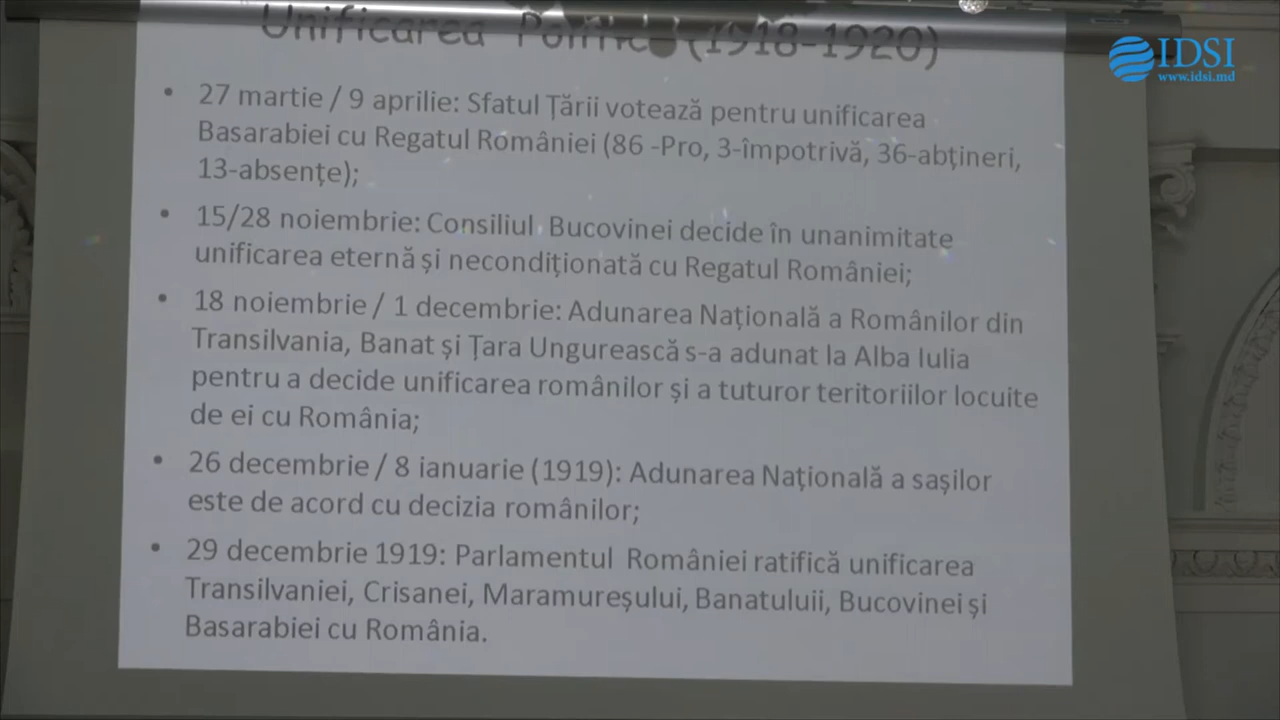 Unificarea Politică (1918-1920)
IDSI
www.idsi.md
• 27 martie / 9 aprilie: Sfatul Țării votează pentru unificarea
Basarabiei cu Regatul României (86 -Pro, 3-împotrivă, 36-abțineri,
13-absențe);
• 15/28 noiembrie: Consiliul Bucovinei decide în unanimitate
unificarea eternă și necondiționată cu Regatul României;
• 18 noiembrie / 1 decembrie: Adunarea Națională a Românilor din
Transilvania, Banat și Țara Ungurească s-a adunat la Alba Iulia
pentru a decide unificarea românilor și a tuturor teritoriilor locuite
de ei cu România;
• 26 decembrie / 8 ianuarie (1919): Adunarea Națională a sașilor
este de acord cu decizia românilor;
• 29 decembrie 1919: Parlamentul României ratifică unificarea
Transilvaniei, Crisanei, Maramureșului, Banatuluii, Bucovinei și
Basarabiei cu România.